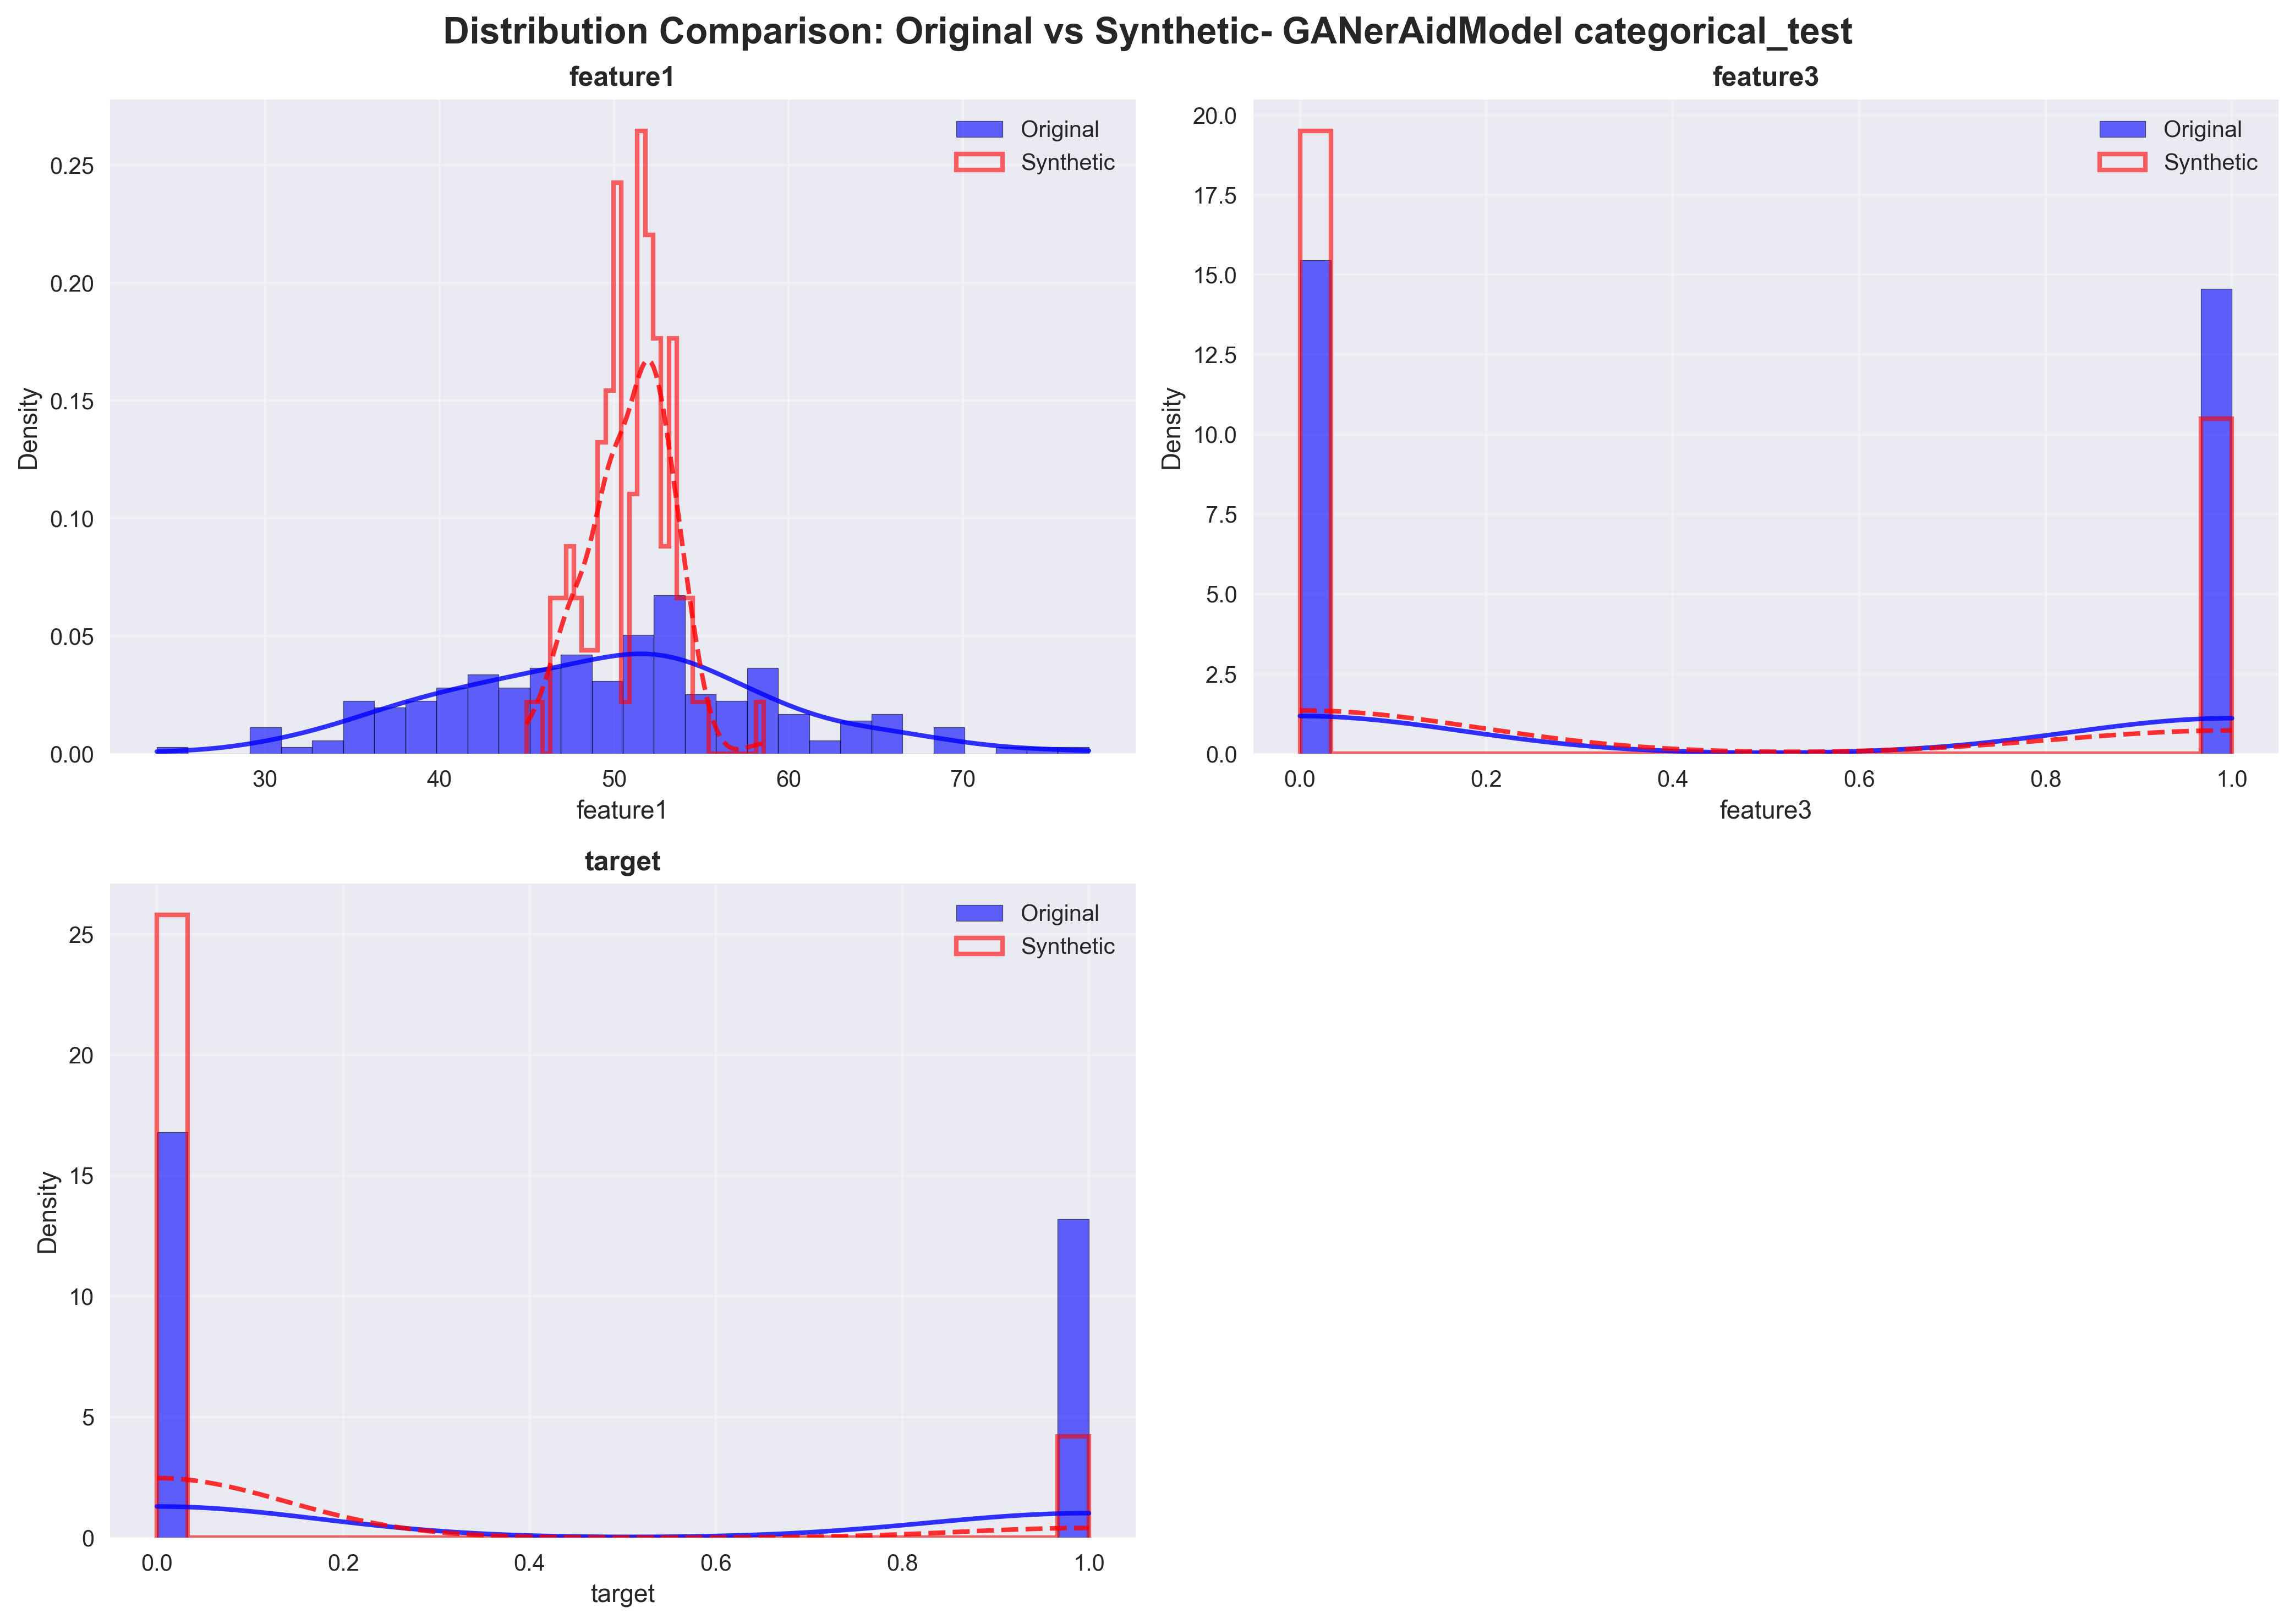 Distribution Comparison: Original vs Synthetic- GANerAidModel categorical_test
feature1
Original
Synthetic
Density
0.25
0.20
0.15
0.10
0.05
0.00
30 40 50 60 70
feature1
feature3
Original
Synthetic
Density
20.0
17.5
15.0
12.5
10.0
7.5
5.0
2.5
0.0
0.0 0.2 0.4 0.6 0.8 1.0
feature3
target
Original
Synthetic
Density
25
20
15
10
5
0
0.0 0.2 0.4 0.6 0.8 1.0
target